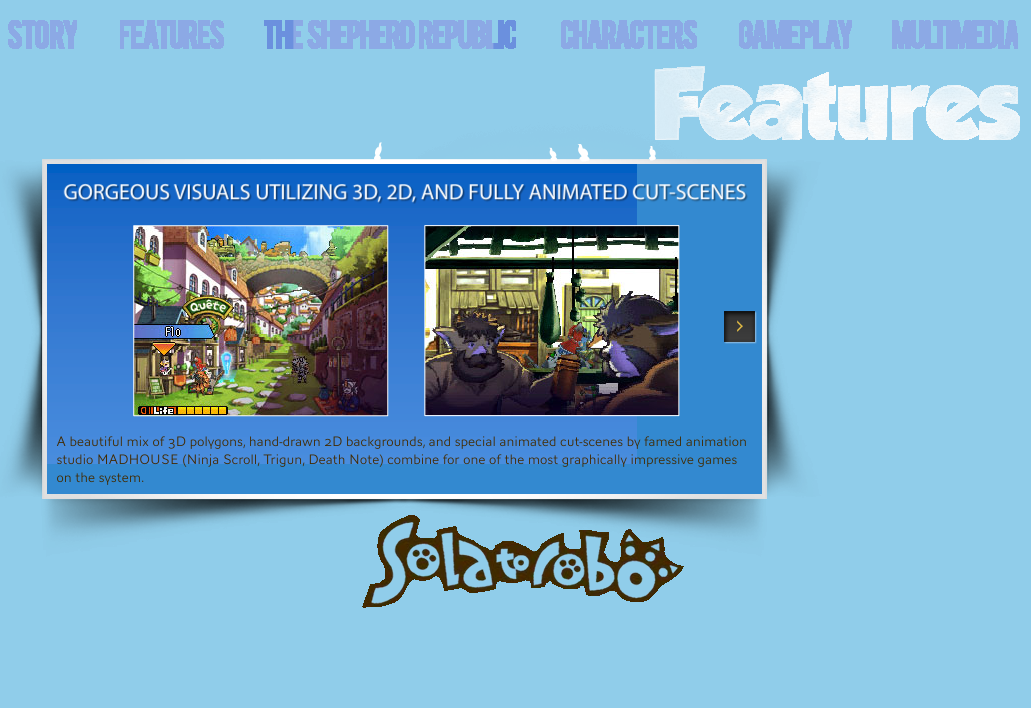 STORY FEATURES THE SHEPHERD REPUBLIC CHARACTERS GAMEPLAY MULTIMEDIA
Features
GORGEOUS VISUALS UTILIZING 3D, 2D, AND FULLY ANIMATED CUT-SCENES
Quête
Flo
Life
A beautiful mix of 3D polygons, hand-drawn 2D backgrounds, and special animated cut-scenes by famed animation
studio MADHOUSE (Ninja Scroll, Trigun, Death Note) combine for one of the most graphically impressive games
on the system.
Solatorobo